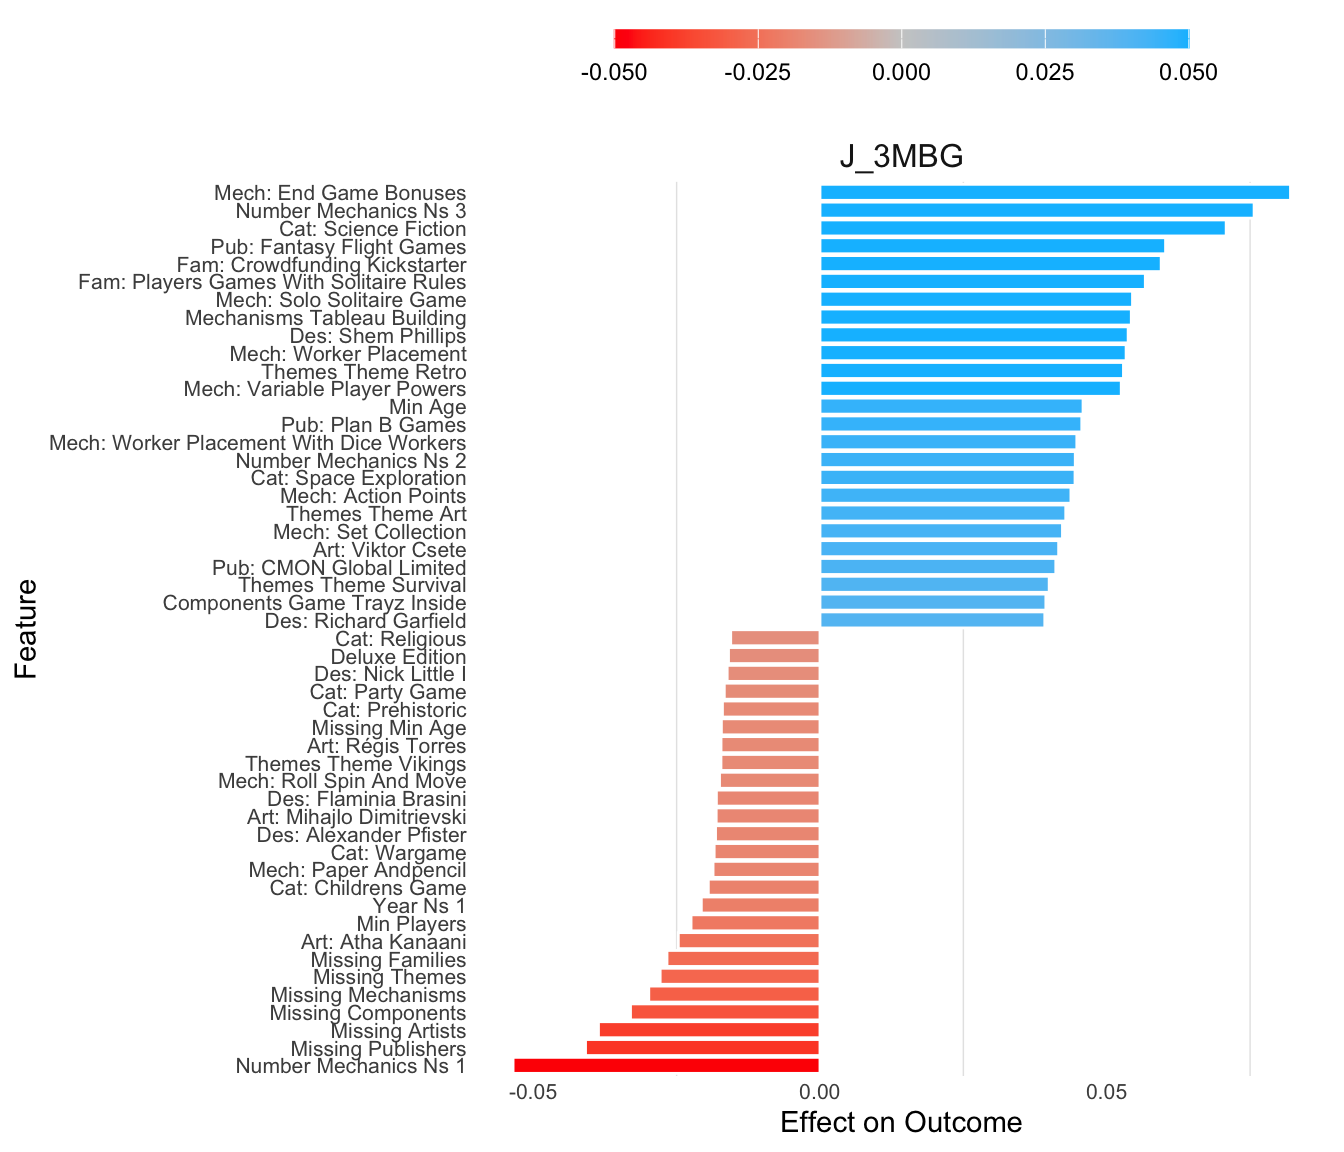 -0.050 -0.025 0.000 0.025 0.050
J_3MBG
Mech: End Game Bonuses
Number Mechanics Ns 3
Cat: Science Fiction
Pub: Fantasy Flight Games
Fam: Crowdfunding Kickstarter
Fam: Players Games With Solitaire Rules
Mech: Solo Solitaire Game
Mechanisms Tableau Building
Des: Shem Phillips
Mech: Worker Placement
Themes Theme Retro
Mech: Variable Player Powers
Min Age
Pub: Plan B Games
Mech: Worker Placement With Dice Workers
Number Mechanics Ns 2
Cat: Space Exploration
Mech: Action Points
Themes Theme Art
Mech: Set Collection
Art: Viktor Csete
Pub: CMON Global Limited
Themes Theme Survival
Components Game Trayz Inside
Des: Richard Garfield
Cat: Religious
Deluxe Edition
Des: Nick Little I
Cat: Party Game
Cat: Prehistoric
Missing Min Age
Art: Régis Torres
Themes Theme Vikings
Mech: Roll Spin And Move
Des: Flaminia Brasini
Art: Mihajlo Dimitrievski
Des: Alexander Pfister
Cat: Wargame
Mech: Paper Andpencil
Cat: Childrens Game
Year Ns 1
Min Players
Art: Atha Kanaani
Missing Families
Missing Themes
Missing Mechanisms
Missing Components
Missing Artists
Missing Publishers
Number Mechanics Ns 1
Feature
-0.05 0.00 0.05
Effect on Outcome